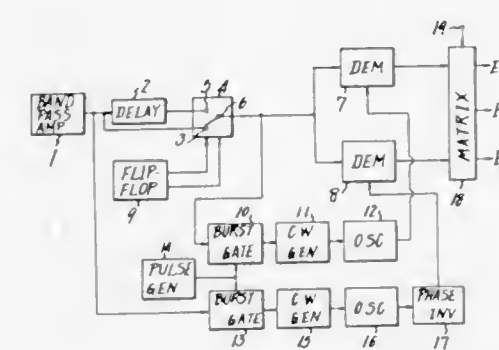 BAND
PASS
AMP
1
2
DELAY
5
4
6
3
FLIP-
FLOP
9
DEM
7
DEM
8
19
MATRIX
18
10
BURST
GATE
11
CW
GEN
12
OSC
14
PULSE
GEN
BURST
GATE
13
CW
GEN
15
OSC
16
PHASE
INV
17